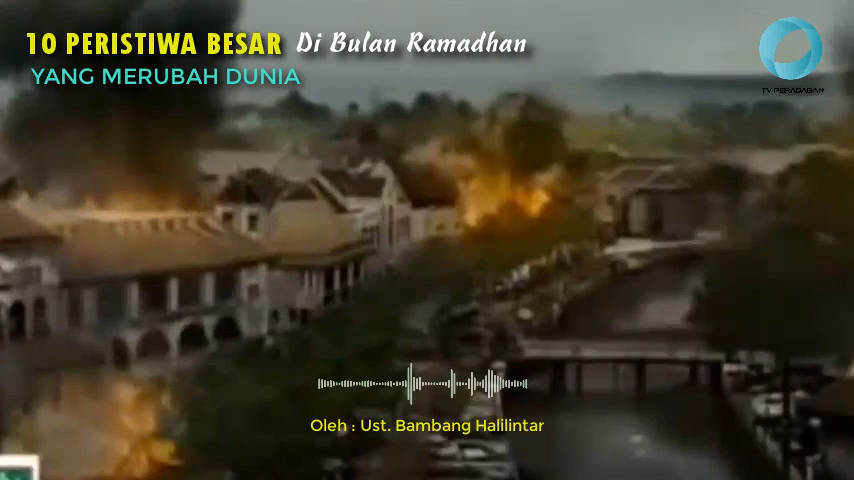 10 PERISTIWA BESAR Di Bulan Ramadhan
YANG MERUBAH DUNIA
TV PERADABAN
Oleh : Ust. Bambang Halilintar